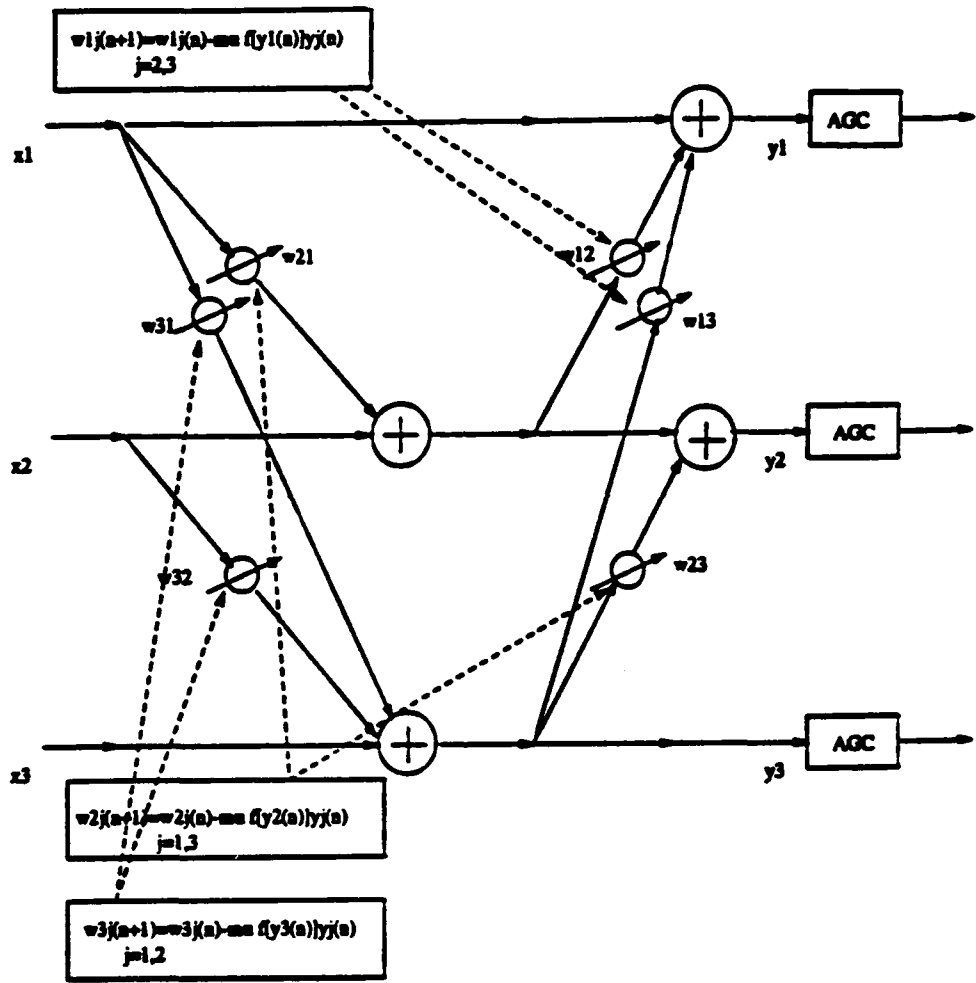 w1j(n+1)=w1j(n)-mu f[y1(n)]yj(n)
j=2,3
x1
y1
AGC
w21
w12
w31
w13
x2
y2
AGC
w32
w23
x3
y3
AGC
w2j(n+1)=w2j(n)-mu f[y2(n)]yj(n)
j=1,3
w3j(n+1)=w3j(n)-mu f[y3(n)]yj(n)
j=1,2